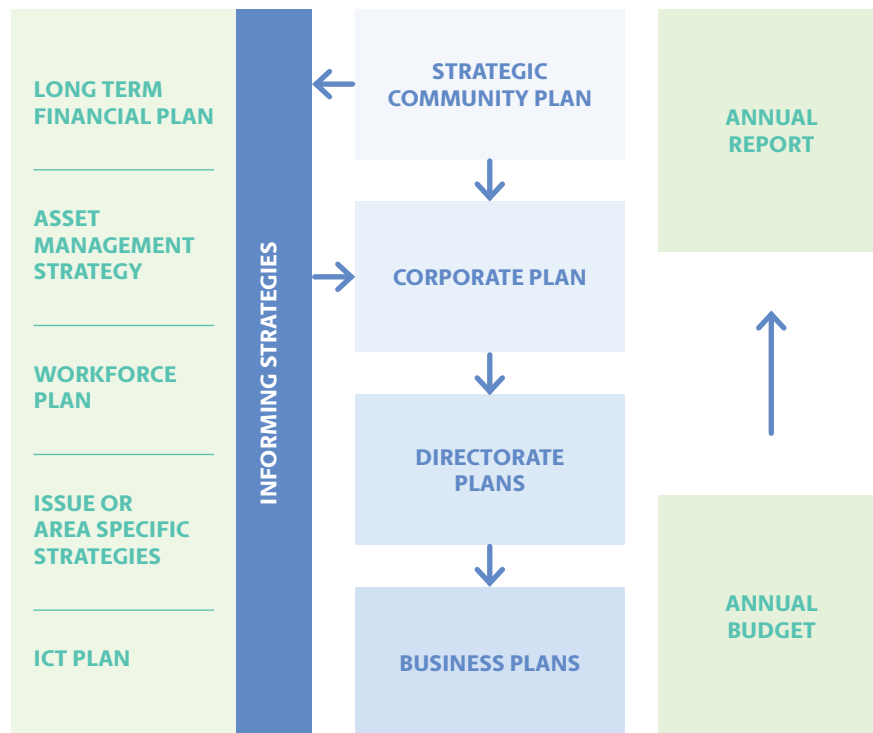 LONG TERM
FINANCIAL PLAN
ASSET
MANAGEMENT
STRATEGY
WORKFORCE
PLAN
ISSUE OR
AREA SPECIFIC
STRATEGIES
ICT PLAN
INFORMING STRATEGIES
STRATEGIC
COMMUNITY PLAN
CORPORATE PLAN
DIRECTORATE
PLANS
BUSINESS PLANS
ANNUAL
REPORT
ANNUAL
BUDGET